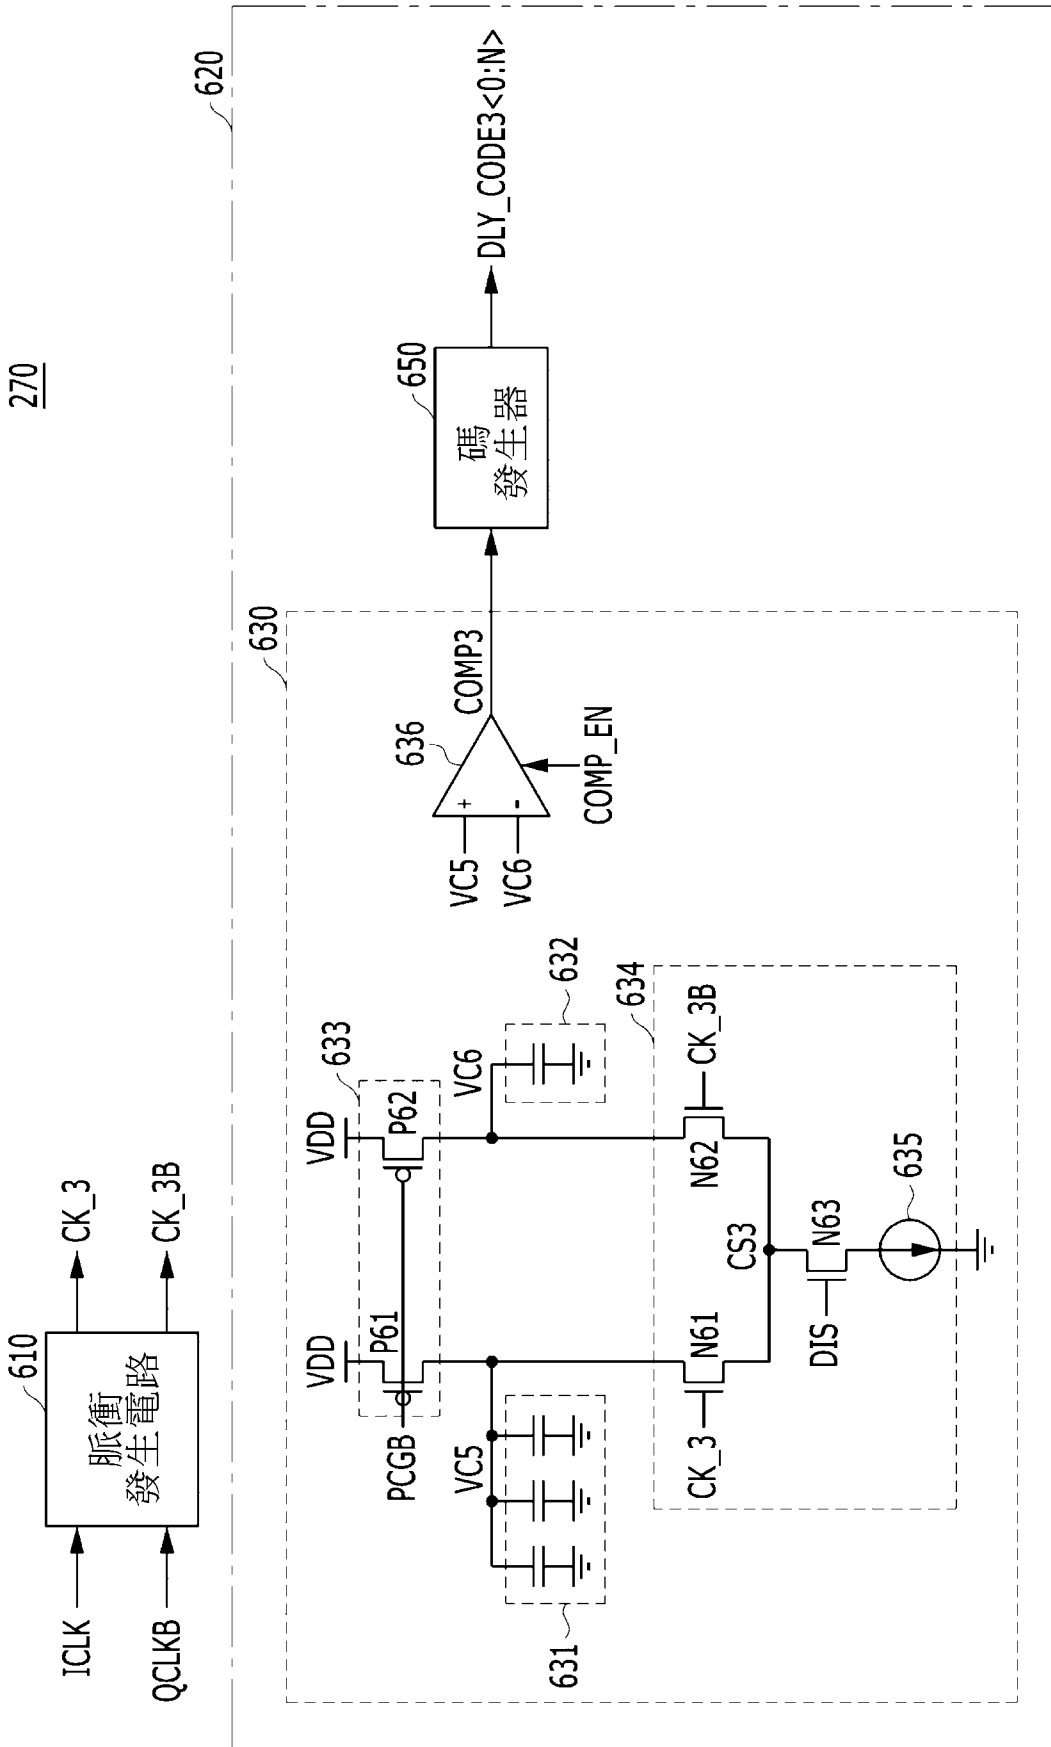 270
ICLK
QCLKB
610
脈衝
發生電路
CK_3
CK_3B
620
630
VDD
VDD
633
PCGB
P61
P62
VC5
VC6
631
632
634
CK_3
N61
N62
CK_3B
CS3
DIS
N63
635
VC5
VC6
+
-
636
COMP_EN
COMP3
650
碼
發生器
DLY_CODE3<0:N>